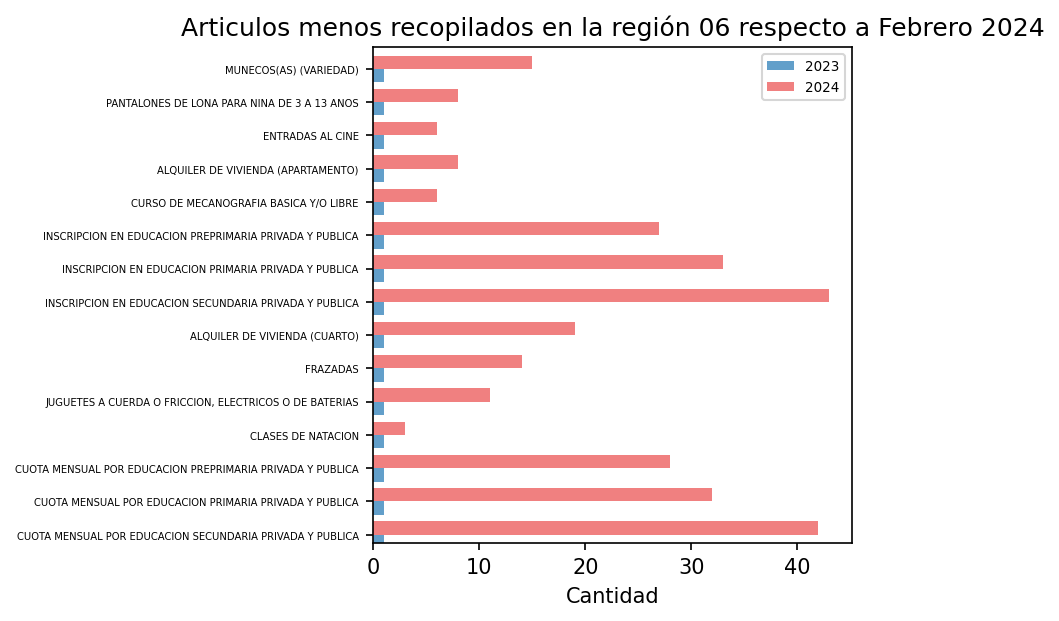 Articulos menos recopilados en la región 06 respecto a Febrero 2024
2023
2024
MUNECOS(AS) (VARIEDAD)
PANTALONES DE LONA PARA NINA DE 3 A 13 ANOS
ENTRADAS AL CINE
ALQUILER DE VIVIENDA (APARTAMENTO)
CURSO DE MECANOGRAFIA BASICA Y/O LIBRE
INSCRIPCION EN EDUCACION PREPRIMARIA PRIVADA Y PUBLICA
INSCRIPCION EN EDUCACION PRIMARIA PRIVADA Y PUBLICA
INSCRIPCION EN EDUCACION SECUNDARIA PRIVADA Y PUBLICA
ALQUILER DE VIVIENDA (CUARTO)
FRAZADAS
JUGUETES A CUERDA O FRICCION, ELECTRICOS O DE BATERIAS
CLASES DE NATACION
CUOTA MENSUAL POR EDUCACION PREPRIMARIA PRIVADA Y PUBLICA
CUOTA MENSUAL POR EDUCACION PRIMARIA PRIVADA Y PUBLICA
CUOTA MENSUAL POR EDUCACION SECUNDARIA PRIVADA Y PUBLICA
0 10 20 30 40
Cantidad